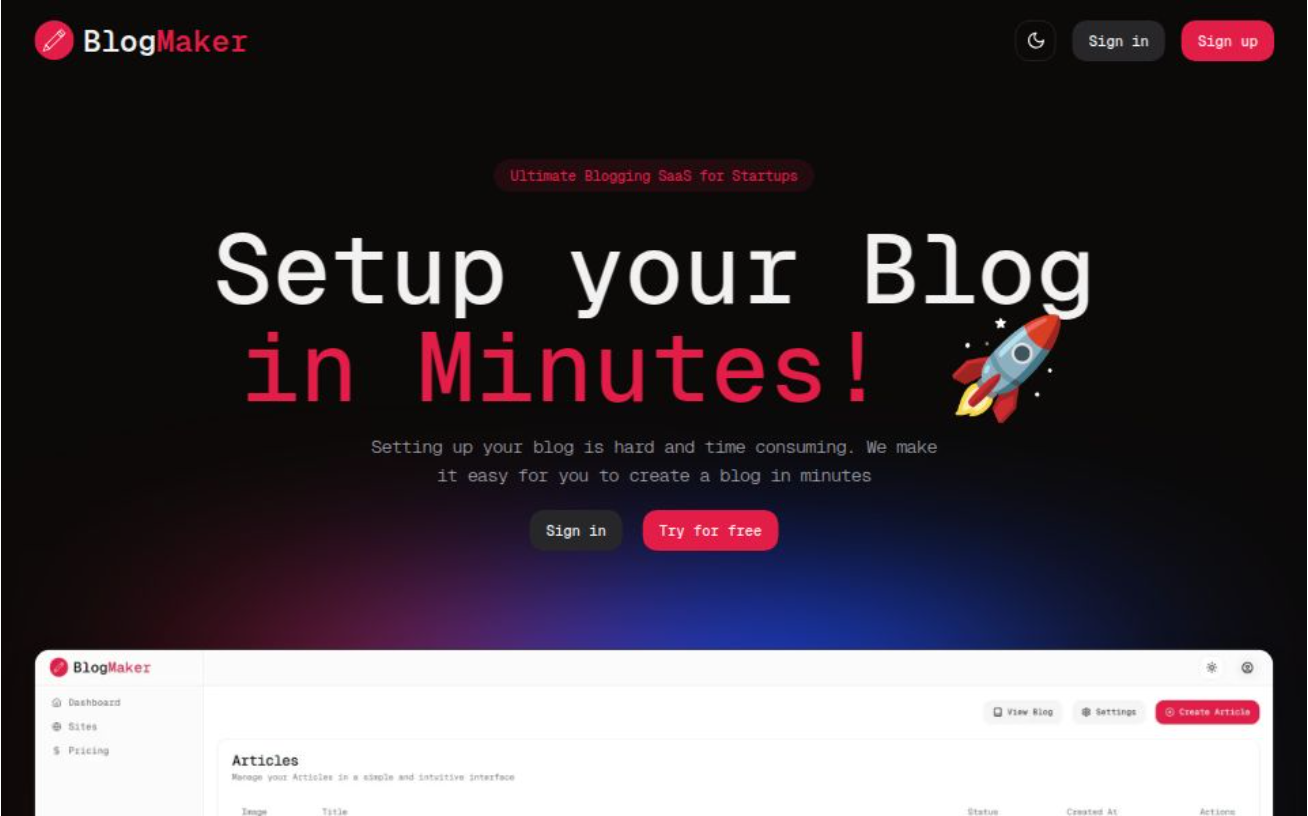 BlogMaker
Sign in
Sign up
Ultimate Blogging SaaS for Startups
Setup your Blog
in Minutes!
Setting up your blog is hard and time consuming. We make
it easy for you to create a blog in minutes
Sign in
Try for free
BlogMaker
Dashboard
Sites
Pricing
View Blog
Settings
Create Article
Articles
Manage your Articles in a simple and intuitive interface
Image
Title
Status
Created At
Actions